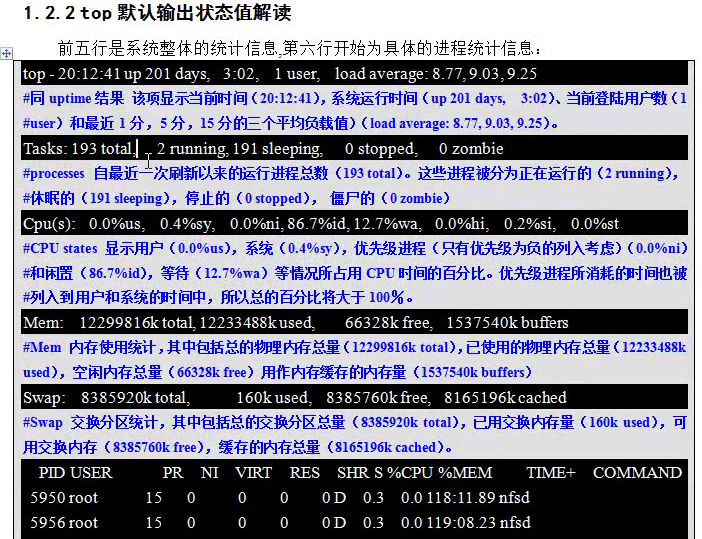 1.2.2 top 默认输出状态值解读
前五行是系统整体的统计信息,第六行开始为具体的进程统计信息：
top - 20:12:41 up 201 days, 3:02, 1 user, load average: 8.77, 9.03, 9.25
#同 uptime 结果 该项显示当前时间（20:12:41），系统运行时间（up 201 days, 3:02）、当前登陆用户数（1
#user）和最近 1 分，5 分，15 分的三个平均负载值)（load average: 8.77, 9.03, 9.25）。
Tasks: 193 total, 2 running, 191 sleeping, 0 stopped, 0 zombie
#processes 自最近一次刷新以来的运行进程总数（193 total）。这些进程被分为正在运行的（2 running），
#休眠的（191 sleeping），停止的（0 stopped）， 僵尸的（0 zombie）
Cpu(s): 0.0%us, 0.4%sy, 0.0%ni, 86.7%id, 12.7%wa, 0.0%hi, 0.2%si, 0.0%st
#CPU states 显示用户（0.0%us），系统（0.4%sy），优先级进程（只有优先级为负的列入考虑）（0.0%ni）
#和闲置（86.7%id），等待（12.7%wa）等情况所占用 CPU 时间的百分比。优先级进程所消耗的时间也被
#列入到用户和系统的时间中，所以总的百分比将大于 100%。
Mem: 12299816k total, 12233488k used, 66328k free, 1537540k buffers
#Mem 内存使用统计，其中包括总的物理内存总量（12299816k total），已使用的物理内存（12233488k
used），空闲内存总量（66328k free）用作内存缓存的内存量（1537540k buffers）
Swap: 8385920k total, 160k used, 8385760k free, 8165196k cached
#Swap 交换分区统计，其中包括总的交换分区总量（8385920k total），已用交换内存量（160k used），可
用交换内存（8385760k free），缓存的内存总量（8165196k cached）。
PID USER PR NI VIRT RES SHR S %CPU %MEM TIME+ COMMAND
5950 root 15 0 0 0 0 D 0.3 0.0 118:11.89 nfsd
5956 root 15 0 0 0 0 D 0.3 0.0 119:08.23 nfsd